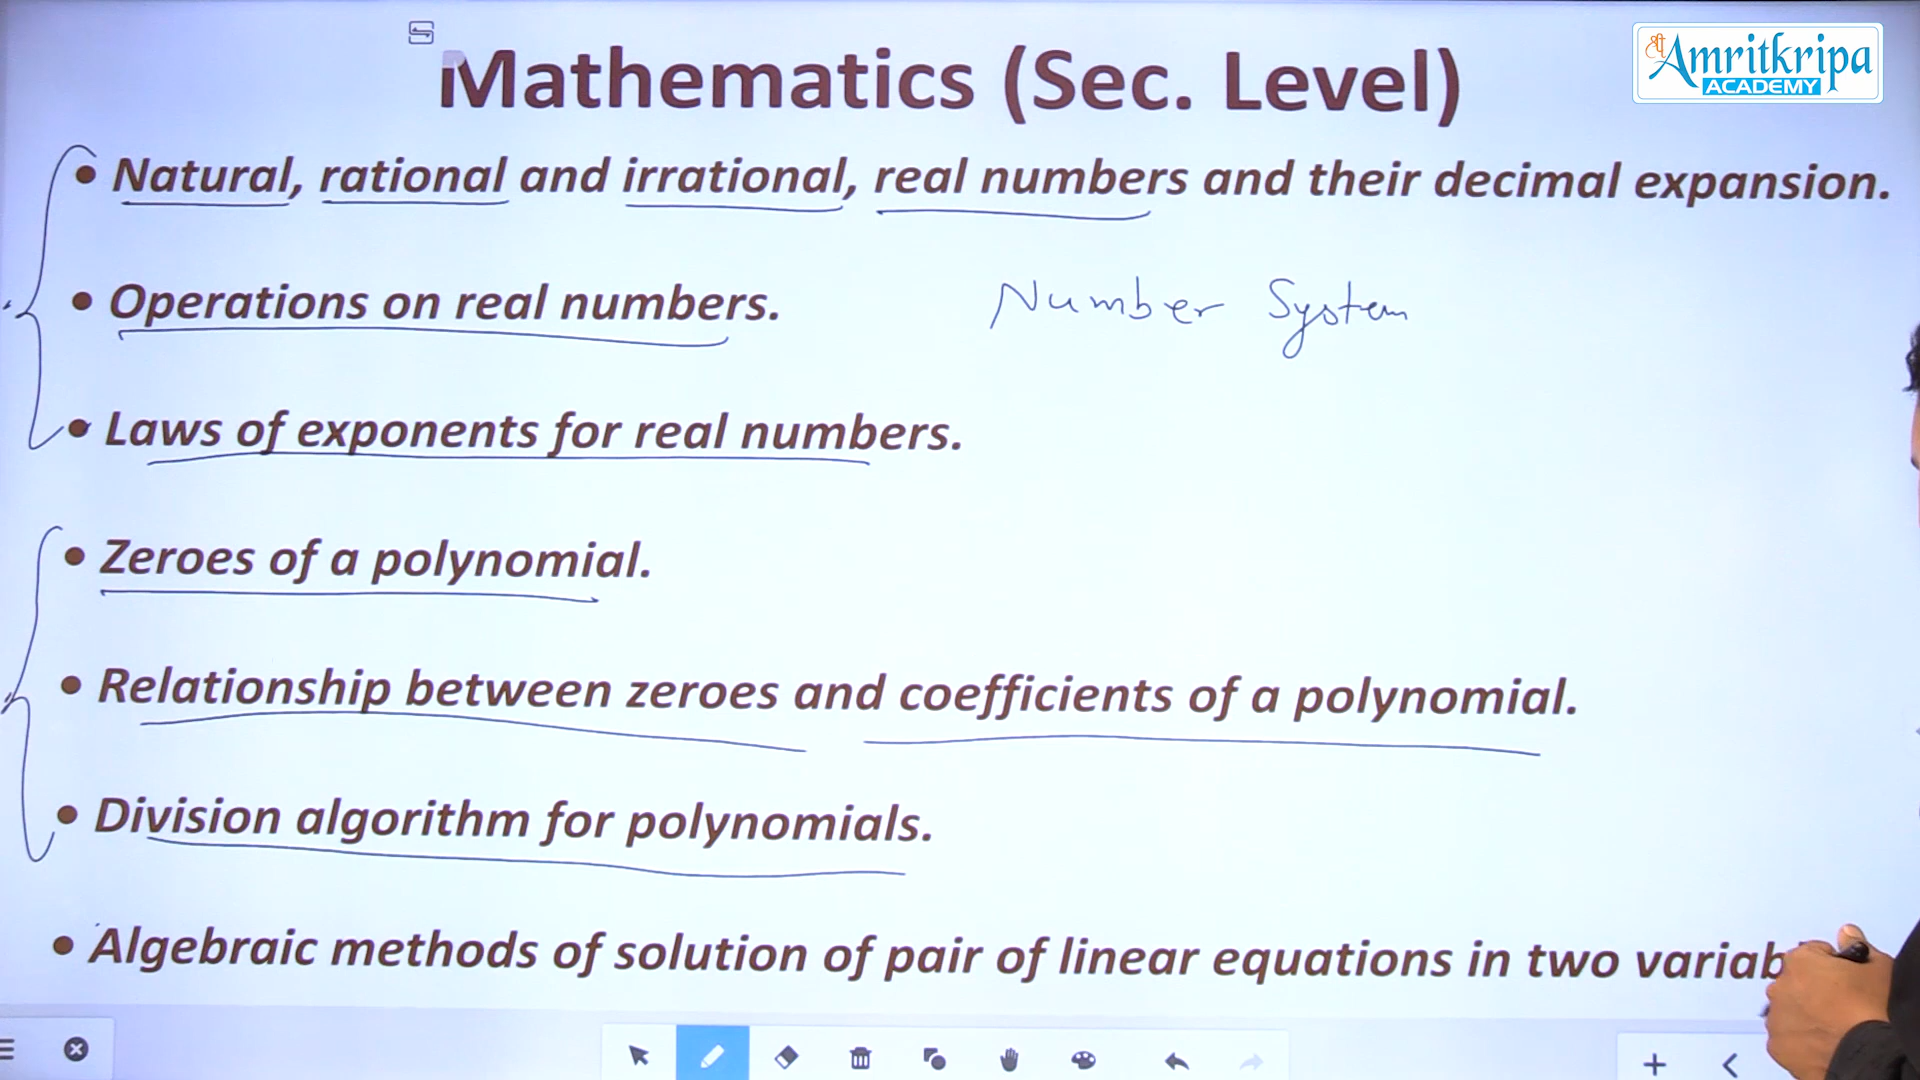 Mathematics (Sec. Level)
श्री Amritkripa
ACADEMY
• Natural, rational and irrational, real numbers and their decimal expansion.
• Operations on real numbers.
Number System
• Laws of exponents for real numbers.
• Zeroes of a polynomial.
• Relationship between zeroes and coefficients of a polynomial.
• Division algorithm for polynomials.
• Algebraic methods of solution of pair of linear equations in two variab